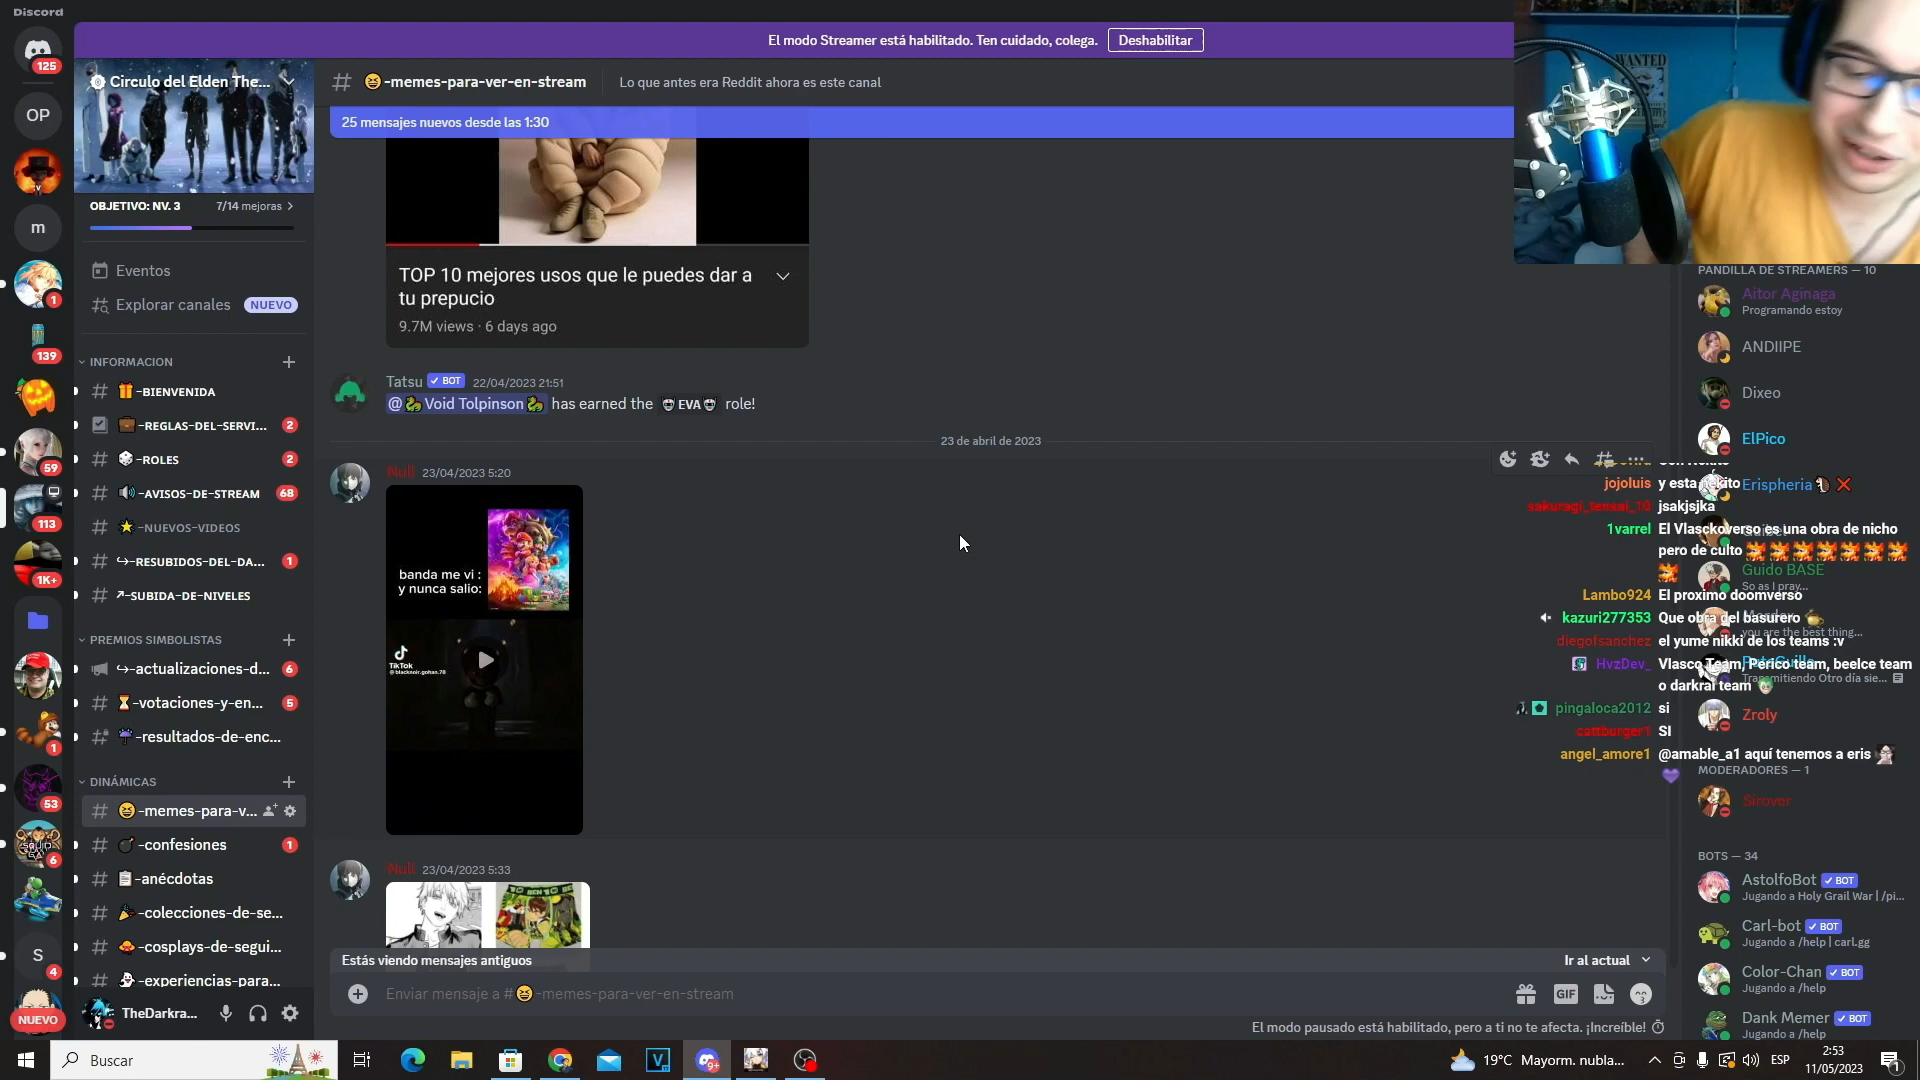 Discord
El modo Streamer está habilitado. Ten cuidado, colega.
Deshabilitar
125
OP
m
1
139
59
113
1K+
1
53
6
S
4
NUEVO
Circulo del Elden The...
OBJETIVO: NV. 3
7/14 mejoras
Eventos
Explorar canales
NUEVO
INFORMACION
-BIENVENIDA
-REGLAS-DEL-SERVI...
2
-ROLES
2
-AVISOS-DE-STREAM
68
-NUEVOS-VIDEOS
-RESUBIDOS-DEL-DA...
1
-SUBIDA-DE-NIVELES
PREMIOS SIMBOLISTAS
-actualizaciones-d...
6
-votaciones-y-en...
5
-resultados-de-enc...
DINÁMICAS
-memes-para-v...
-confesiones
1
-anécdotas
-colecciones-de-se...
-cosplays-de-segui...
-experiencias-para...
TheDarkra...
# 😆-memes-para-ver-en-stream
Lo que antes era Reddit ahora es este canal
25 mensajes nuevos desde las 1:30
TOP 10 mejores usos que le puedes dar a
tu prepucio
9.7M views · 6 days ago
Tatsu ✓ BOT 22/04/2023 21:51
@🐍Void Tolpinson🐍 has earned the EVA role!
23 de abril de 2023
Null 23/04/2023 5:20
banda me vi :
y nunca salio:
TikTok
@blacknoir.gohan.78
Null 23/04/2023 5:33
BEN 10
Estás viendo mensajes antiguos
Ir al actual
Enviar mensaje a #😆-memes-para-ver-en-stream
GIF
El modo pausado está habilitado, pero a ti no te afecta. ¡Increíble!
WANTED
PANDILLA DE STREAMERS — 10
Aitor Aginaga
Programando estoy
ANDIIPE
Dixeo
ElPico
Erispheria
Guido BASE
So as I pray...
you are the best thing...
Transmitiendo Otro día sie...
Zroly
jojoluis y esta nekito
sakuragi_tensai_10 jsakjsjka
1varrel El Vlasckoverso es una obra de nicho
pero de culto
Lambo924 El proximo doomverso
kazuri277353 Que obra del basurero
diegofsanchez el yume nikki de los teams :v
HvzDev_ Vlasco Team, Perico team, beelce team
o darkrai team
pingaloca2012 si
cattburger1 SI
angel_amore1 @amable_a1 aquí tenemos a eris
MODERADORES — 1
Sirover
BOTS — 34
AstolfoBot ✓ BOT
Jugando a Holy Grail War | /pi...
Carl-bot ✓ BOT
Jugando a /help | carl.gg
Color-Chan ✓ BOT
Jugando a /help
Dank Memer ✓ BOT
Jugando a /help
Buscar
V
9+
19°C Mayorm. nubla...
ESP
2:53
11/05/2023
1